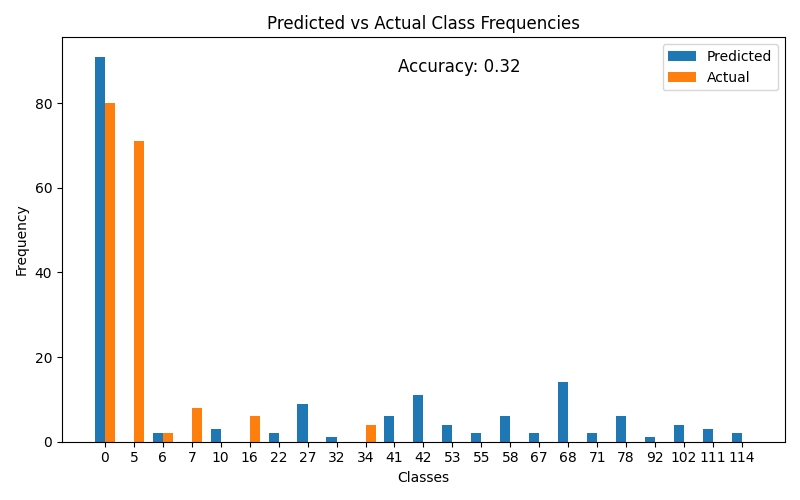 Predicted vs Actual Class Frequencies
Accuracy: 0.32
Predicted
Actual
Frequency
80
60
40
20
0
0 5 6 7 10 16 22 27 32 34 41 42 53 55 58 67 68 71 78 92 102 111 114
Classes